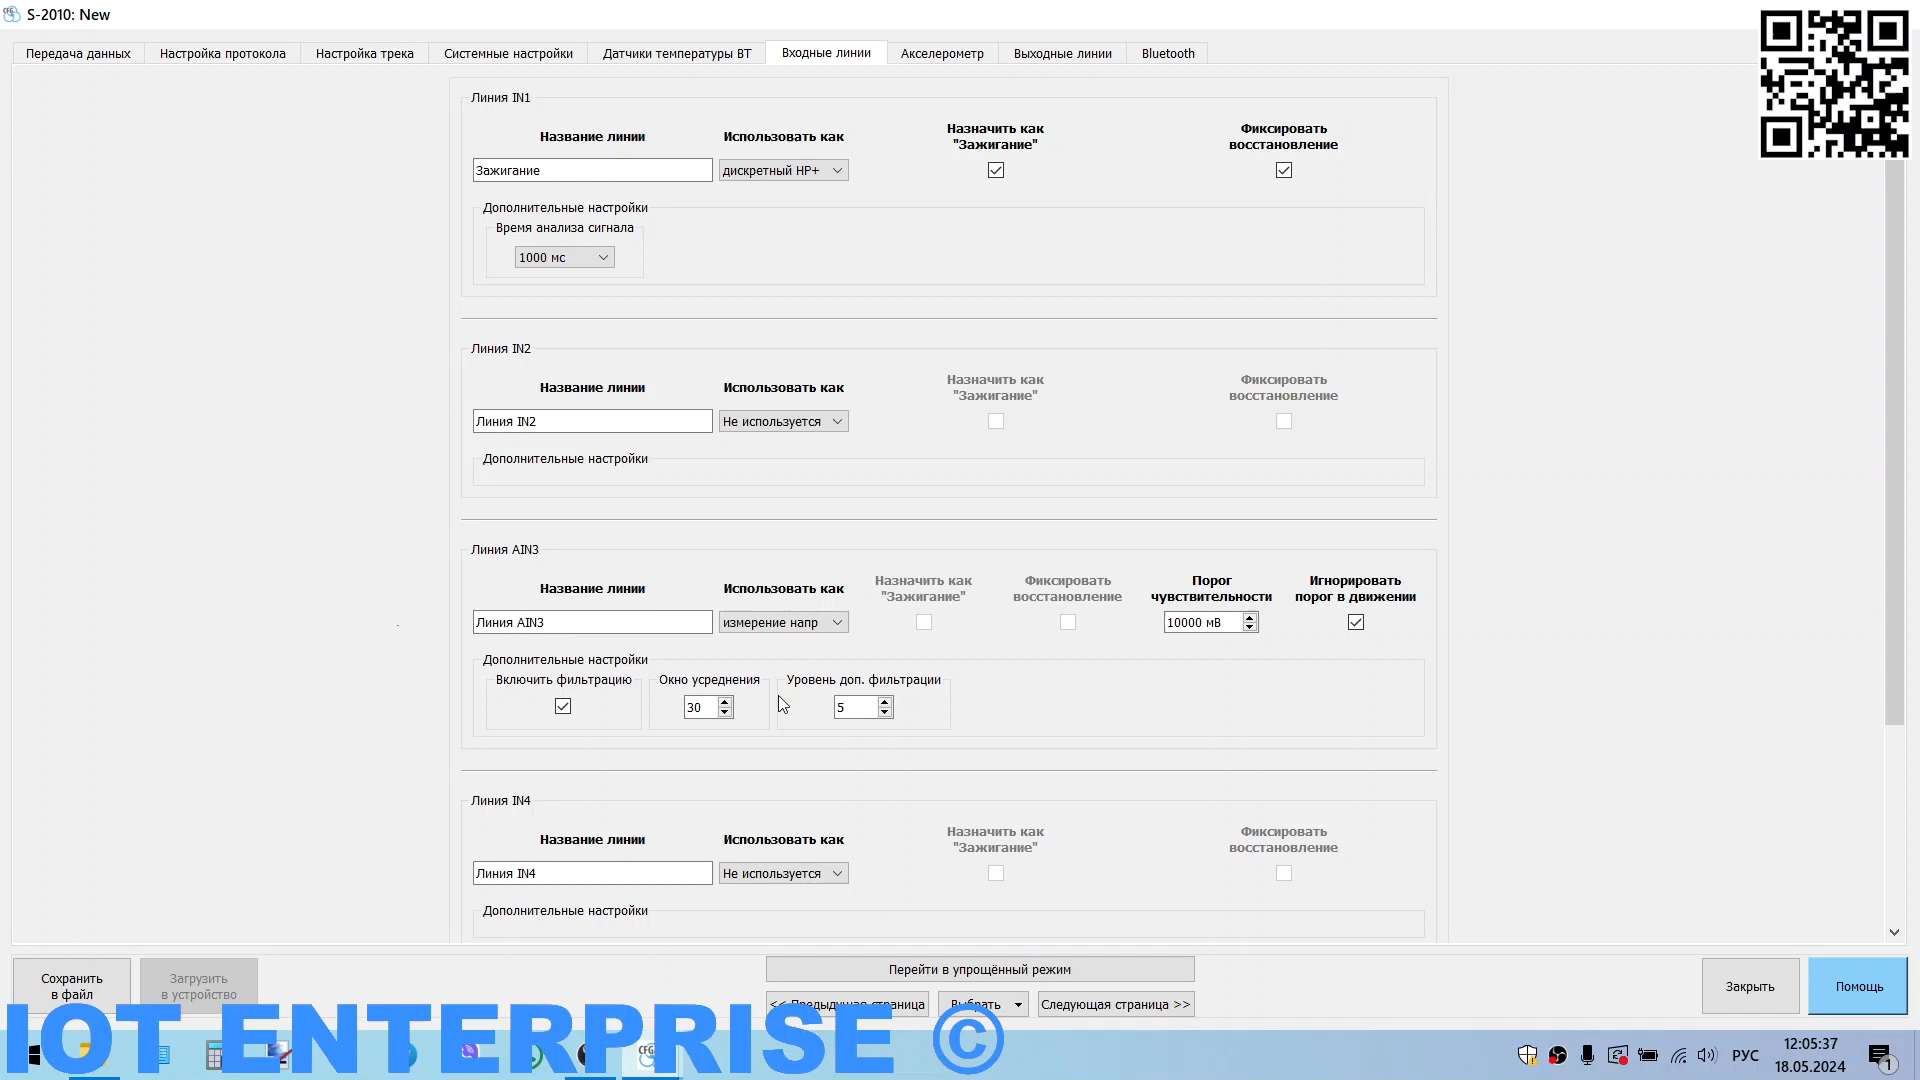 S-2010: New
Передача данных Настройка протокола Настройка трека Системные настройки Датчики температуры BT Входные линии Акселерометр Выходные линии Bluetooth
Линия IN1
Название линии Использовать как Назначить как "Зажигание" Фиксировать восстановление
Зажигание дискретный НР+
Дополнительные настройки
Время анализа сигнала
1000 мс
Линия IN2
Название линии Использовать как Назначить как "Зажигание" Фиксировать восстановление
Линия IN2 Не используется
Дополнительные настройки
Линия AIN3
Название линии Использовать как Назначить как "Зажигание" Фиксировать восстановление Порог чувствительности Игнорировать порог в движении
Линия AIN3 измерение напр 10000 мВ
Дополнительные настройки
Включить фильтрацию Окно усреднения Уровень доп. фильтрации
30 5
Линия IN4
Название линии Использовать как Назначить как "Зажигание" Фиксировать восстановление
Линия IN4 Не используется
Дополнительные настройки
Сохранить в файл Загрузить в устройство Перейти в упрощённый режим Закрыть Помощь
<< Предыдущая страница Выбрать Следующая страница >>
IOT ENTERPRISE ©
CFG
РУС 12:05:37
18.05.2024 1